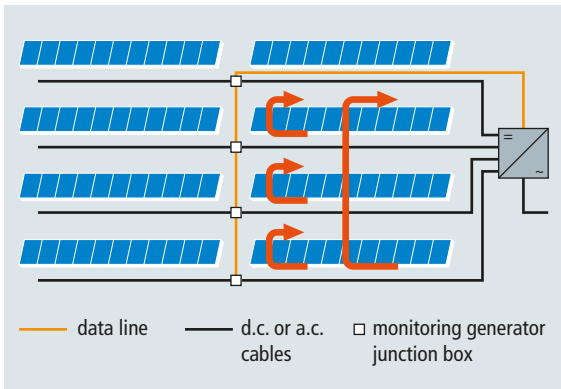 =
~
data line
d.c. or a.c.
cables
monitoring generator
junction box